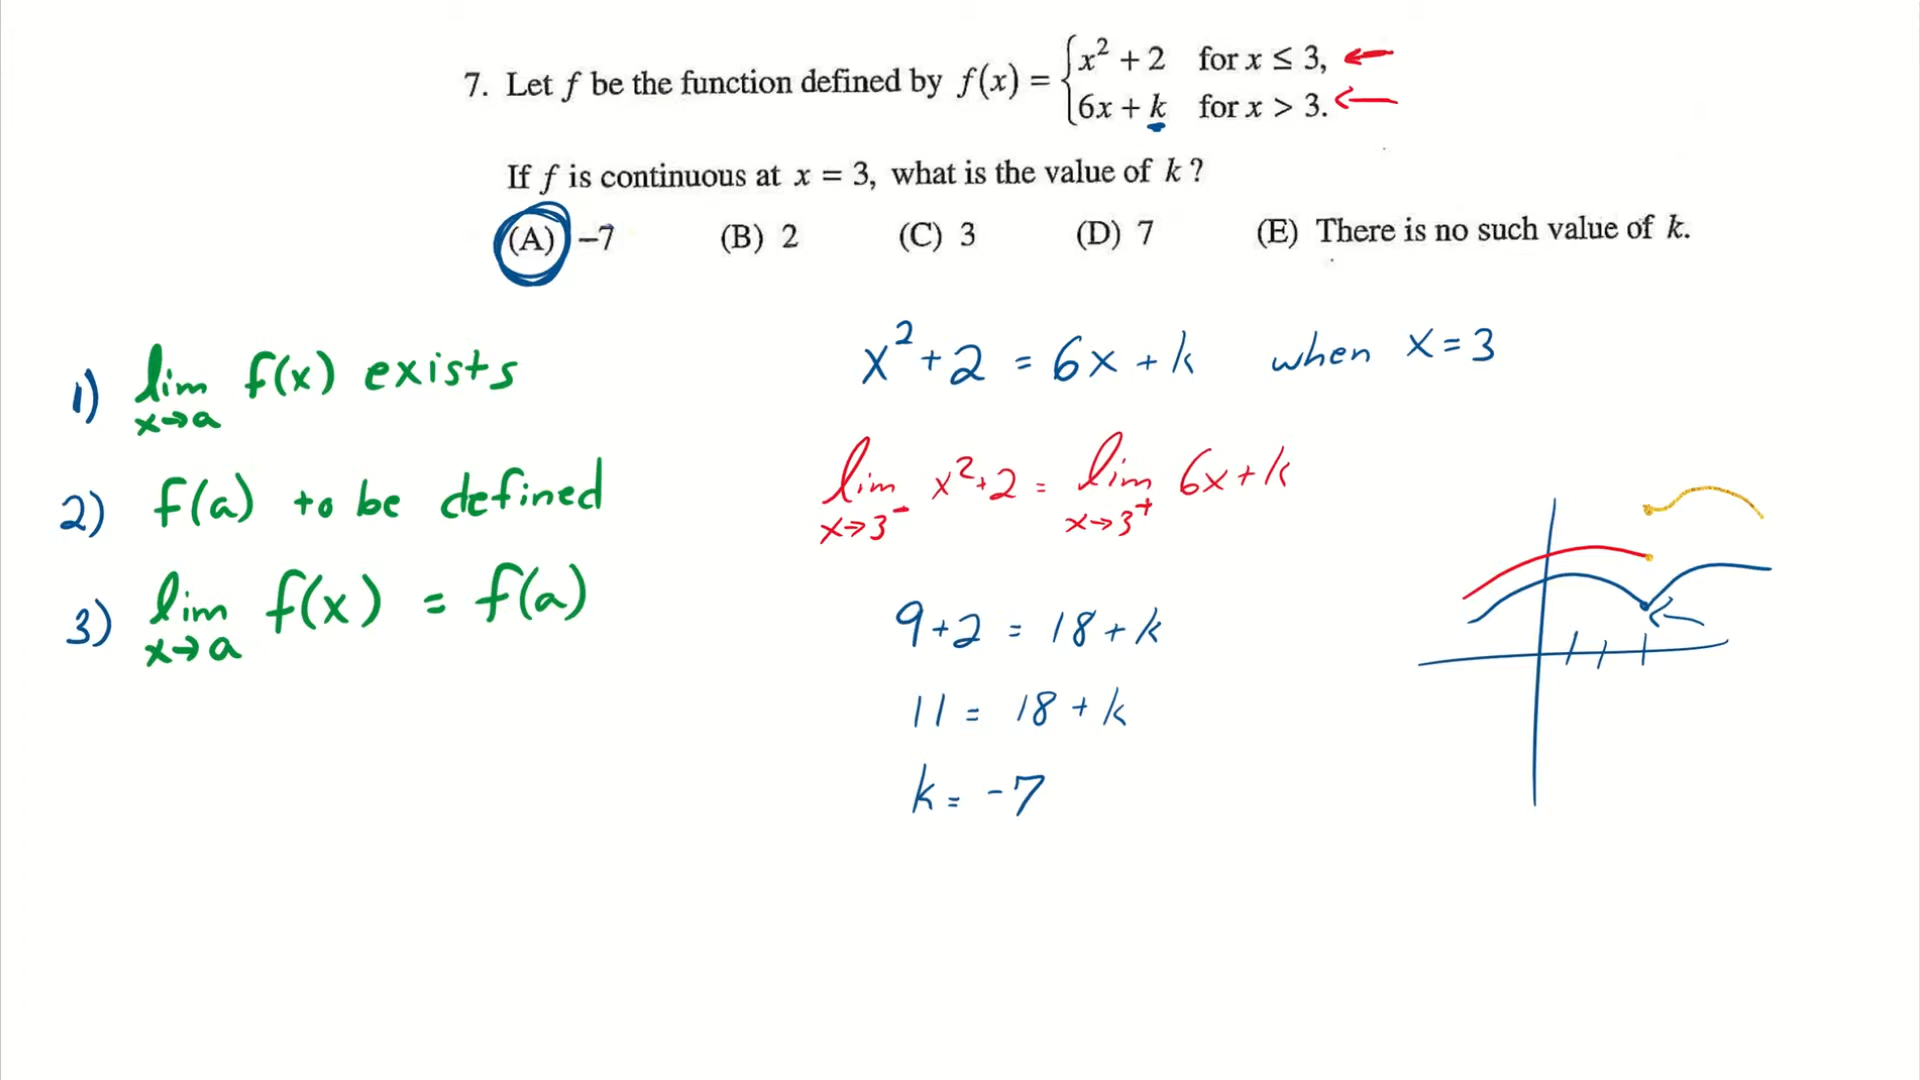 7. Let f be the function defined by f(x) = { x² + 2 for x ≤ 3,
6x + k for x > 3.
If f is continuous at x = 3, what is the value of k ?
(A) −7 (B) 2 (C) 3 (D) 7 (E) There is no such value of k.
1) lim x→a f(x) exists
2) f(a) to be defined
3) lim x→a f(x) = f(a)
x² + 2 = 6x + k when x = 3
lim x→3⁻ x² + 2 = lim x→3⁺ 6x + k
9 + 2 = 18 + k
11 = 18 + k
k = -7